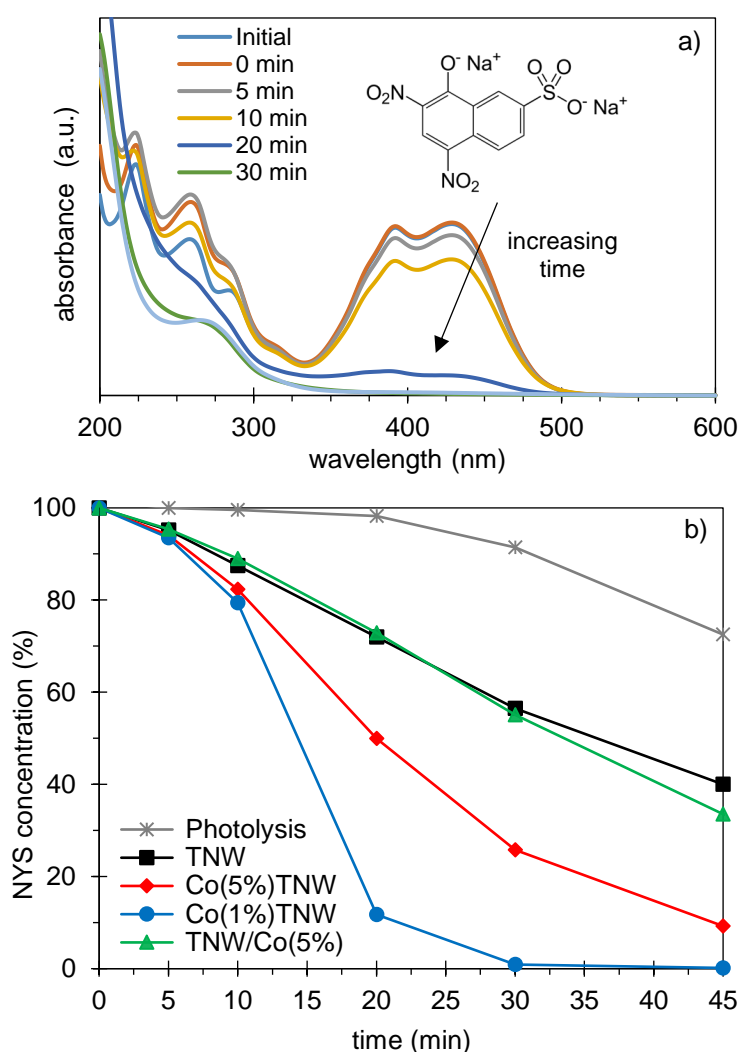 a)
Initial
0 min
5 min
10 min
20 min
30 min
O⁻ Na⁺
O₂N
NO₂
O O
S
O⁻ Na⁺
increasing
time
absorbance (a.u.)
200 300 400 500 600
wavelength (nm)
b)
100
80
60
40
20
0
NYS concentration (%)
Photolysis
TNW
Co(5%)TNW
Co(1%)TNW
TNW/Co(5%)
0 5 10 15 20 25 30 35 40 45
time (min)